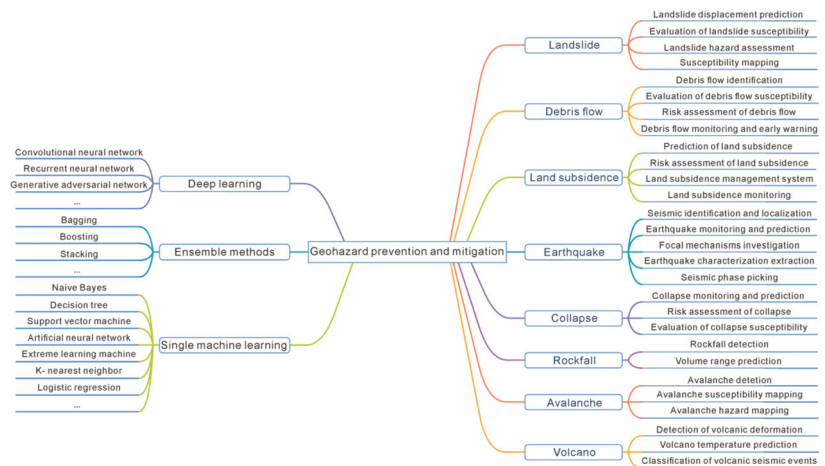 Convolutional neural network
Recurrent neural network
Generative adversarial network
...
Deep learning
Bagging
Boosting
Stacking
...
Ensemble methods
Naive Bayes
Decision tree
Support vector machine
Artificial neural network
Extreme learning machine
K- nearest neighbor
Logistic regression
...
Single machine learning
Geohazard prevention and mitigation
Landslide
Landslide displacement prediction
Evaluation of landslide susceptibility
Landslide hazard assessment
Susceptibility mapping
Debris flow
Debris flow identification
Evaluation of debris flow susceptibility
Risk assessment of debris flow
Debris flow monitoring and early warning
Land subsidence
Prediction of land subsidence
Risk assessment of land subsidence
Land subsidence management system
Land subsidence monitoring
Earthquake
Seismic identification and localization
Earthquake monitoring and prediction
Focal mechanisms investigation
Earthquake characterization extraction
Seismic phase picking
Collapse
Collapse monitoring and prediction
Risk assessment of collapse
Evaluation of collapse susceptibility
Rockfall
Rockfall detection
Volume range prediction
Avalanche
Avalanche detetion
Avalanche susceptibility mapping
Avalanche hazard mapping
Volcano
Detection of volcanic deformation
Volcano temperature prediction
Classification of volcanic seismic events